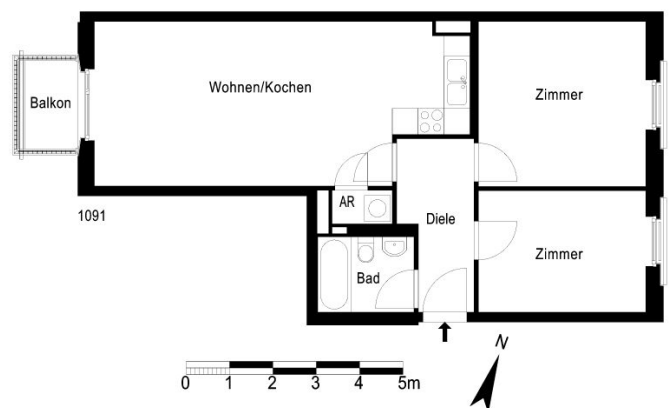 Balkon
Wohnen/Kochen
Zimmer
1091
AR
Diele
Bad
Zimmer
N
0 1 2 3 4 5m